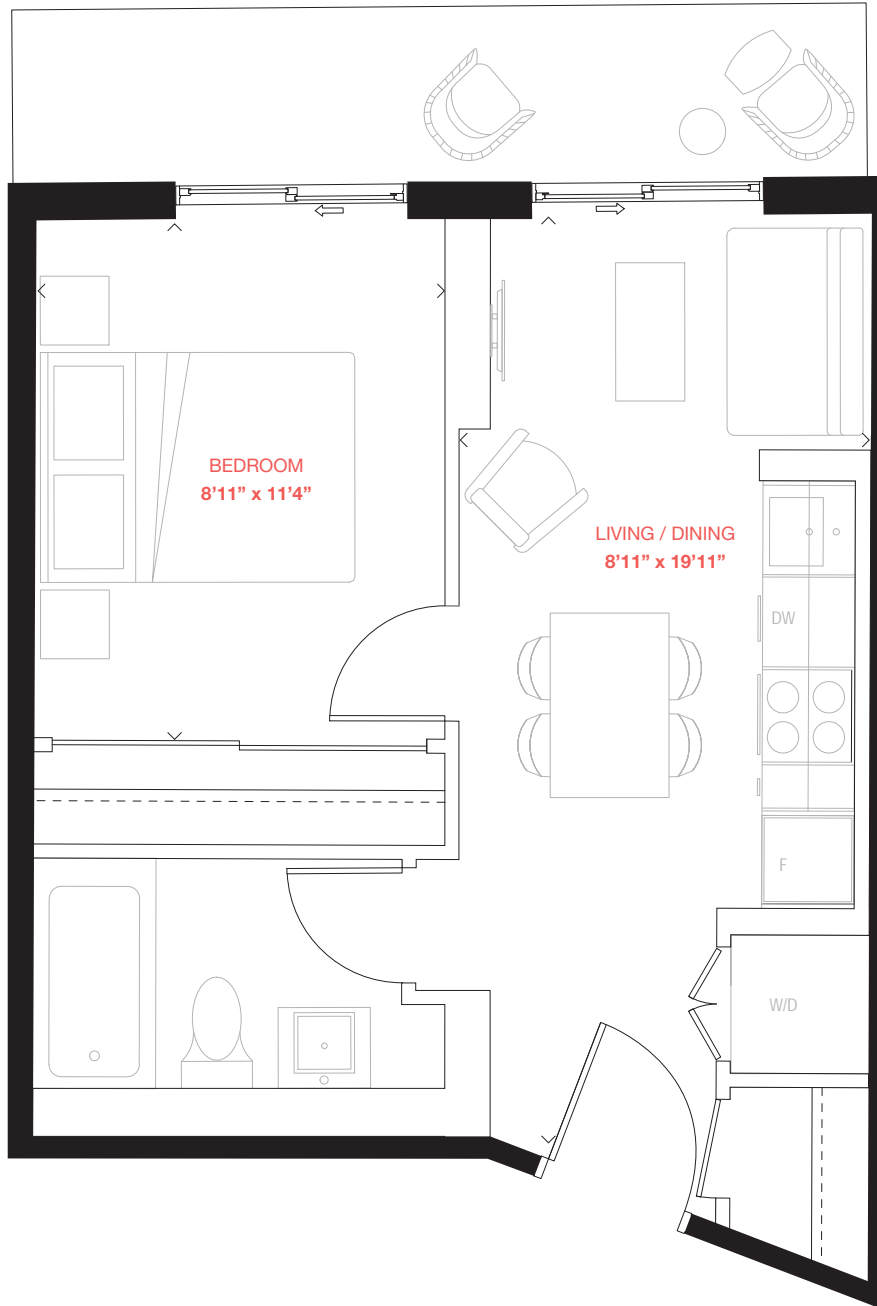 BEDROOM
8’11” x 11’4”
LIVING / DINING
8’11” x 19’11”
DW
F
W/D